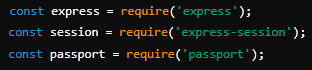 const express = require('express');
const session = require('express-session');
const passport = require('passport');